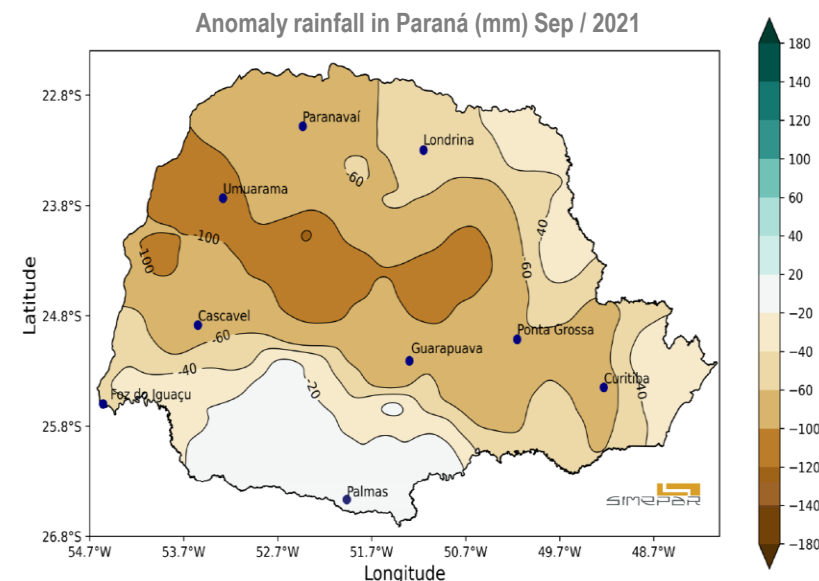 Anomaly rainfall in Paraná (mm) Sep / 2021
Latitude
22.8°S
23.8°S
24.8°S
25.8°S
26.8°S
Paranavaí
Londrina
-60
Umuarama
-100
-100
-40
-60
Cascavel
-60
Ponta Grossa
Guarapuava
-40
-20
Foz do Iguaçu
Curitiba
-40
Palmas
SIMEPAR
54.7°W 53.7°W 52.7°W 51.7°W 50.7°W 49.7°W 48.7°W
Longitude
180
140
120
100
60
40
20
−20
−40
−60
−100
−120
−140
−180